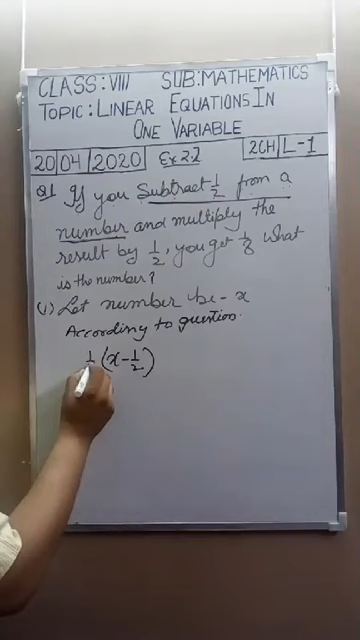 CLASS:VIII SUB:MATHEMATICS
TOPIC:LINEAR EQUATIONS IN
ONE VARIABLE
20|04|2020 Ex 2.2 2CH|L-1
Q1 If you Subtract 1/2 from a
number and multiply the
result by 1/2, you get 1/8 What
is the number?
(1) Let number be - x
According to question.
(x - 1/2)